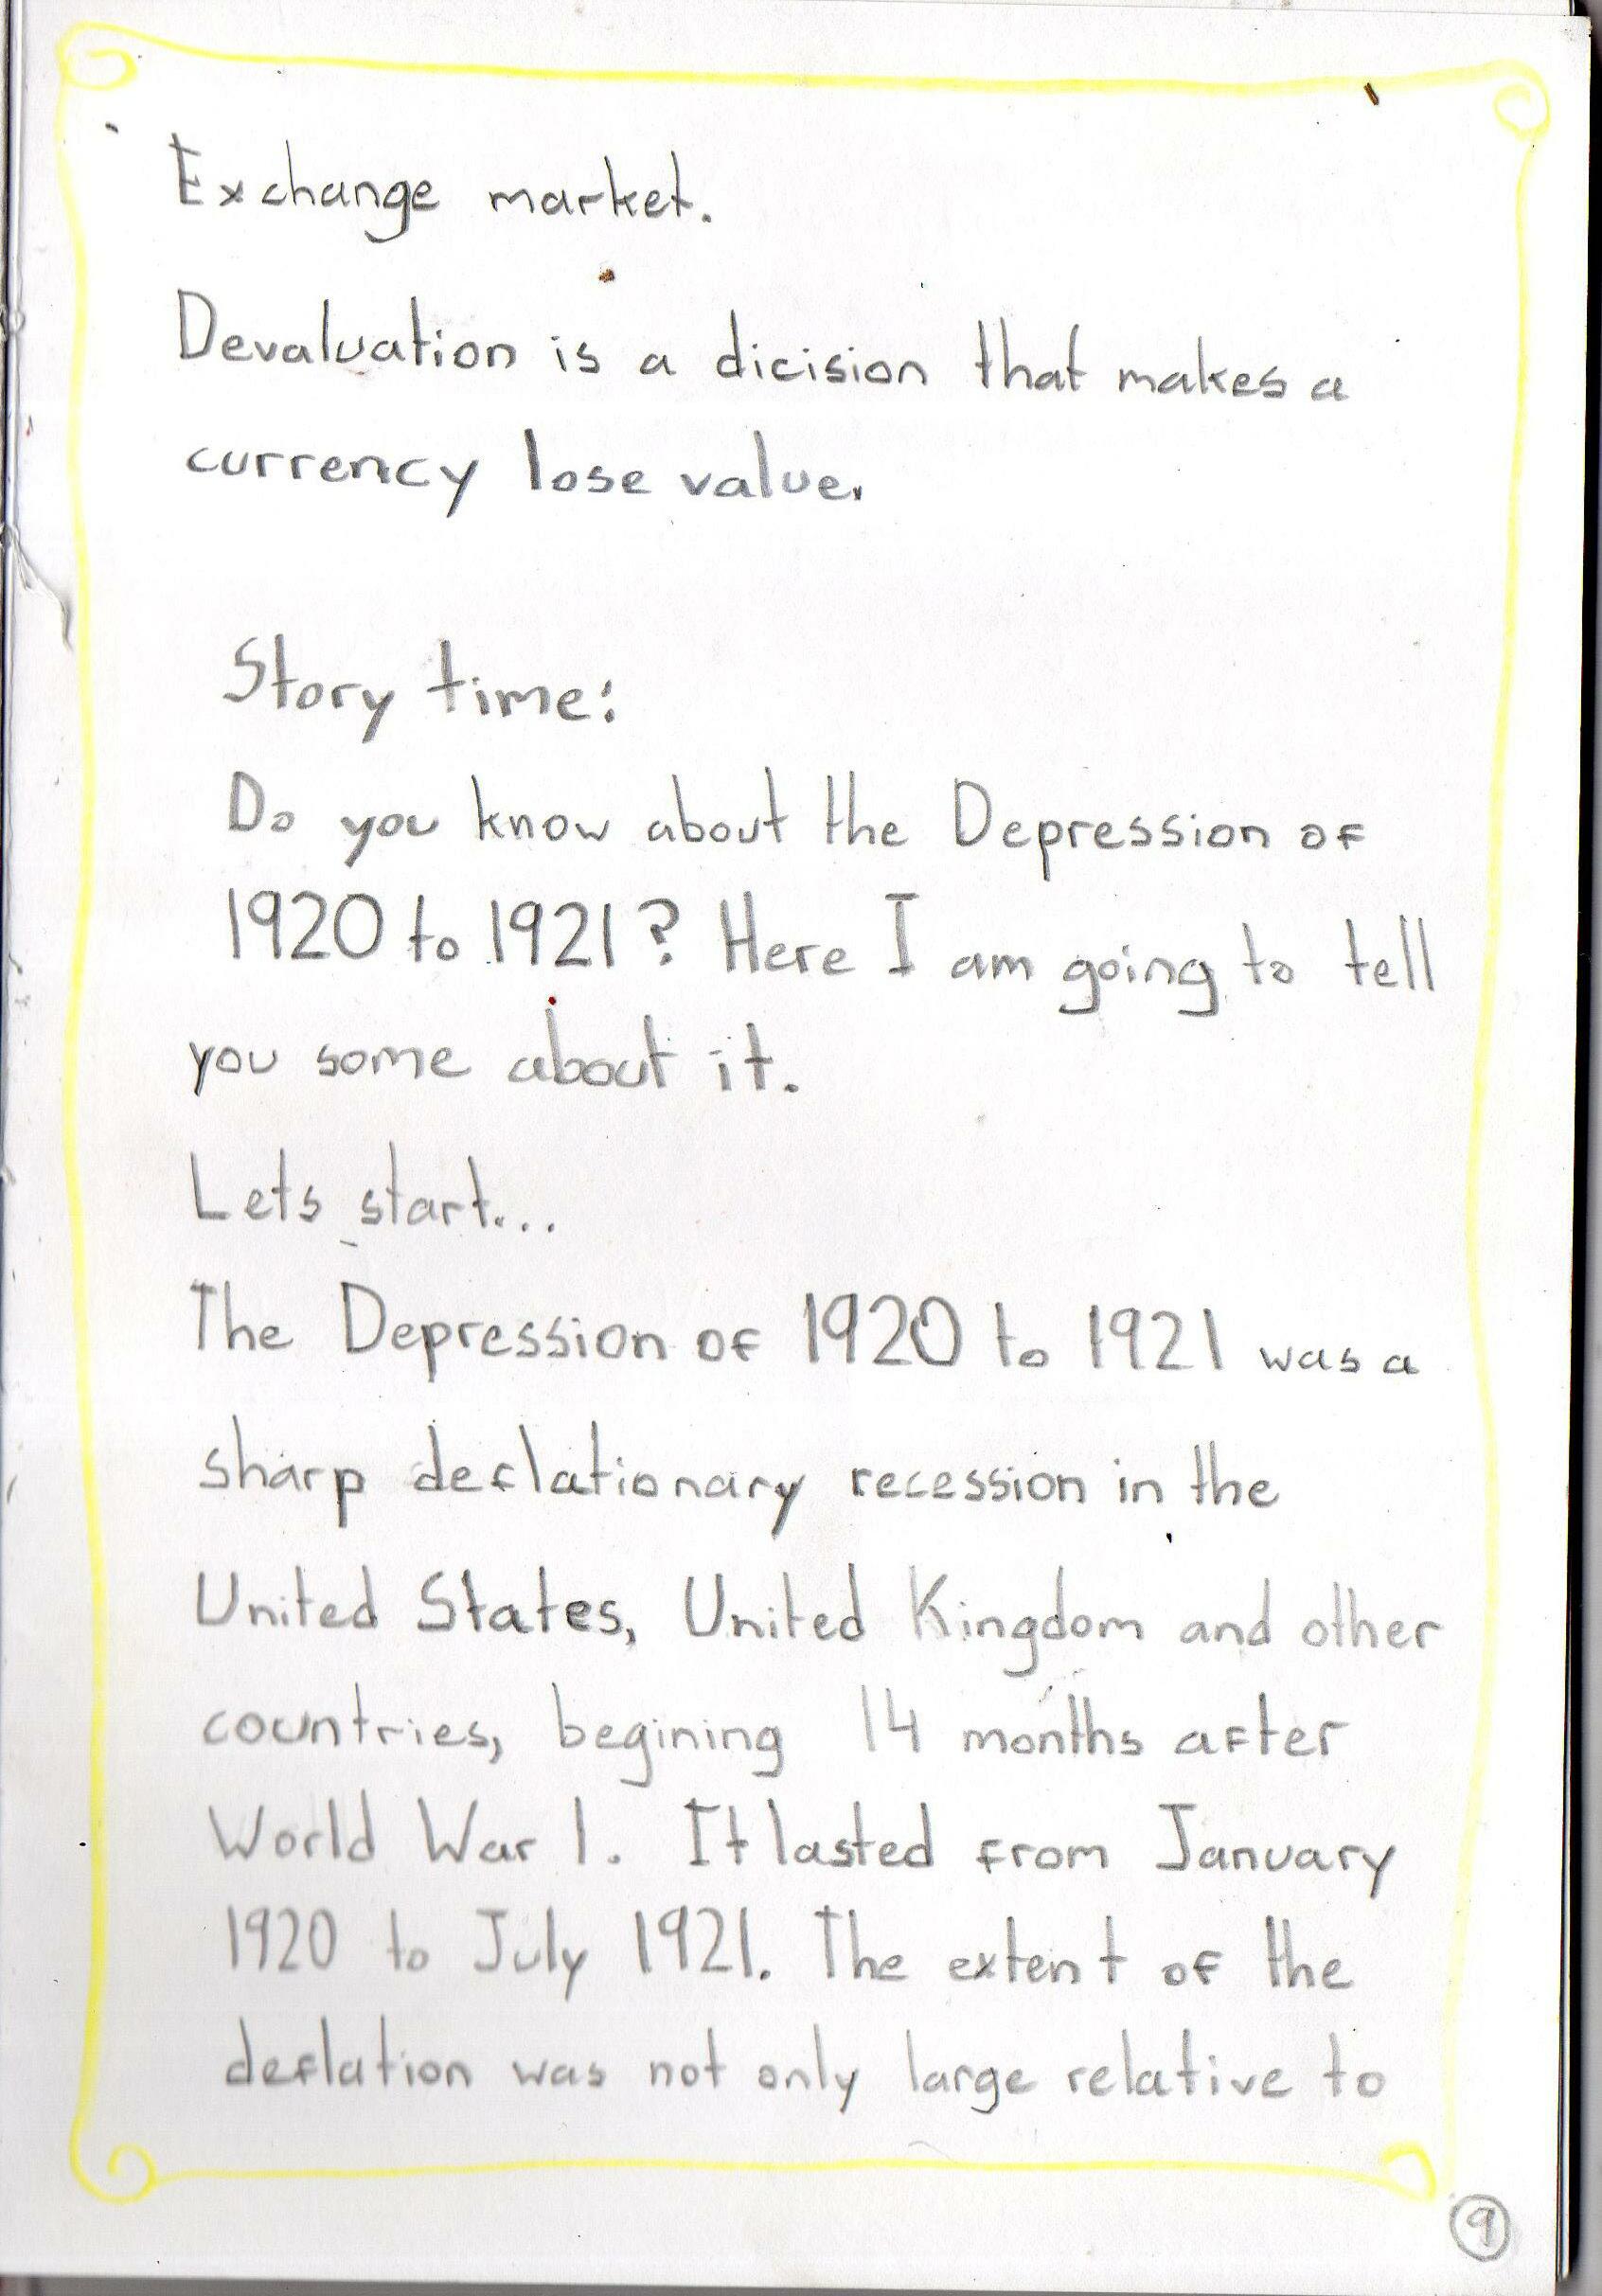 Exchange market.
Devaluation is a dicision that makes a
currency lose value.
Story time:
Do you know about the Depression of
1920 to 1921? Here I am going to tell
you some about it.
Lets start...
The Depression of 1920 to 1921 was a
sharp deflationary recession in the
United States, United Kingdom and other
countries, begining 14 months after
World War 1. It lasted from January
1920 to July 1921. The extent of the
deflation was not only large relative to
9